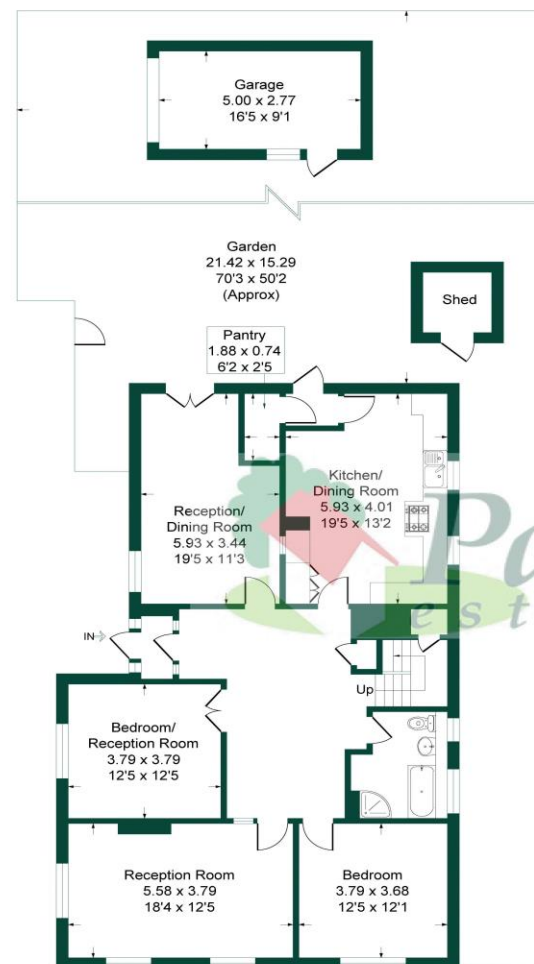 Garage
5.00 x 2.77
16'5 x 9'1
Garden
21.42 x 15.29
70'3 x 50'2
(Approx)
Shed
Pantry
1.88 x 0.74
6'2 x 2'5
Kitchen/
Dining Room
5.93 x 4.01
19'5 x 13'2
Reception/
Dining Room
5.93 x 3.44
19'5 x 11'3
Pa
est
IN
Up
Bedroom/
Reception Room
3.79 x 3.79
12'5 x 12'5
Reception Room
5.58 x 3.79
18'4 x 12'5
Bedroom
3.79 x 3.68
12'5 x 12'1